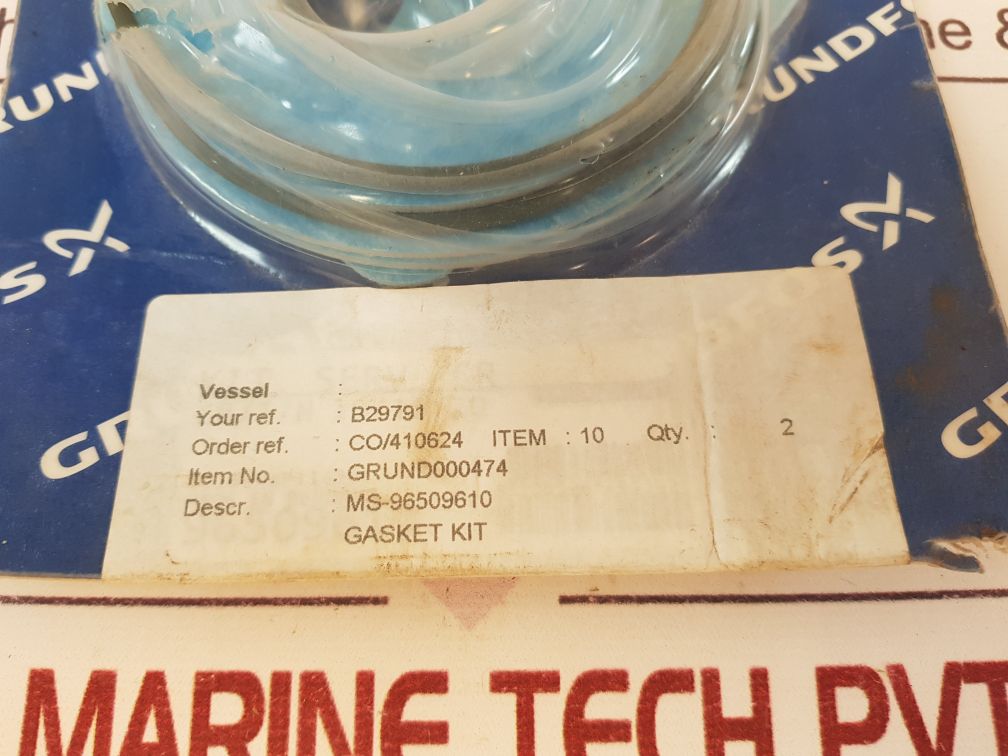 GRUNDFOS
Vessel :
Your ref. : B29791
Order ref. : CO/410624 ITEM : 10 Qty. : 2
Item No. : GRUND000474
Descr. : MS-96509610
GASKET KIT
MARINE TECH PVT